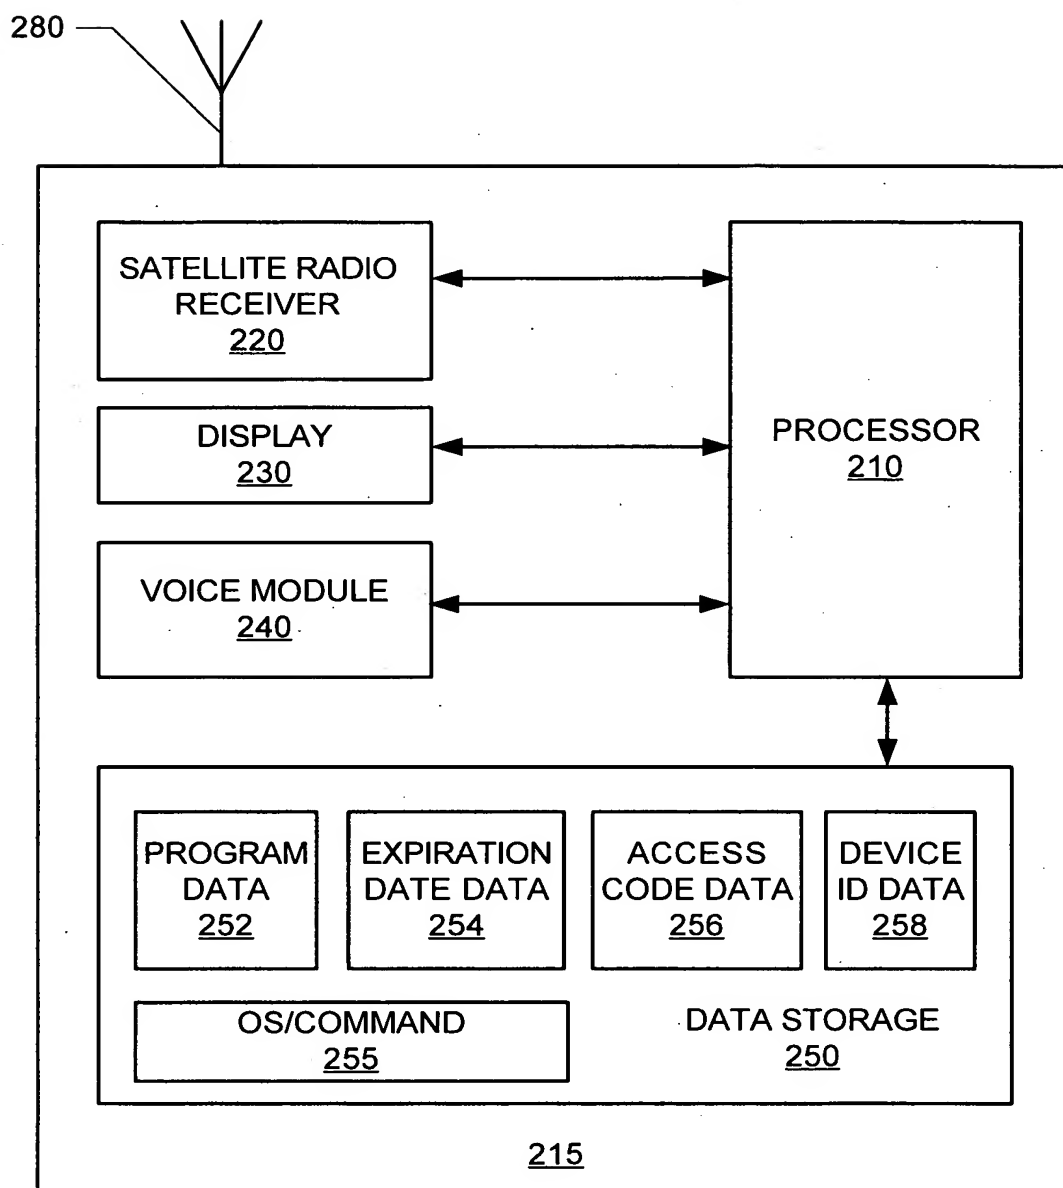 280
SATELLITE RADIO
RECEIVER
220
DISPLAY
230
VOICE MODULE
240
PROCESSOR
210
PROGRAM
DATA
252
EXPIRATION
DATE DATA
254
ACCESS
CODE DATA
256
DEVICE
ID DATA
258
OS/COMMAND
255
DATA STORAGE
250
215